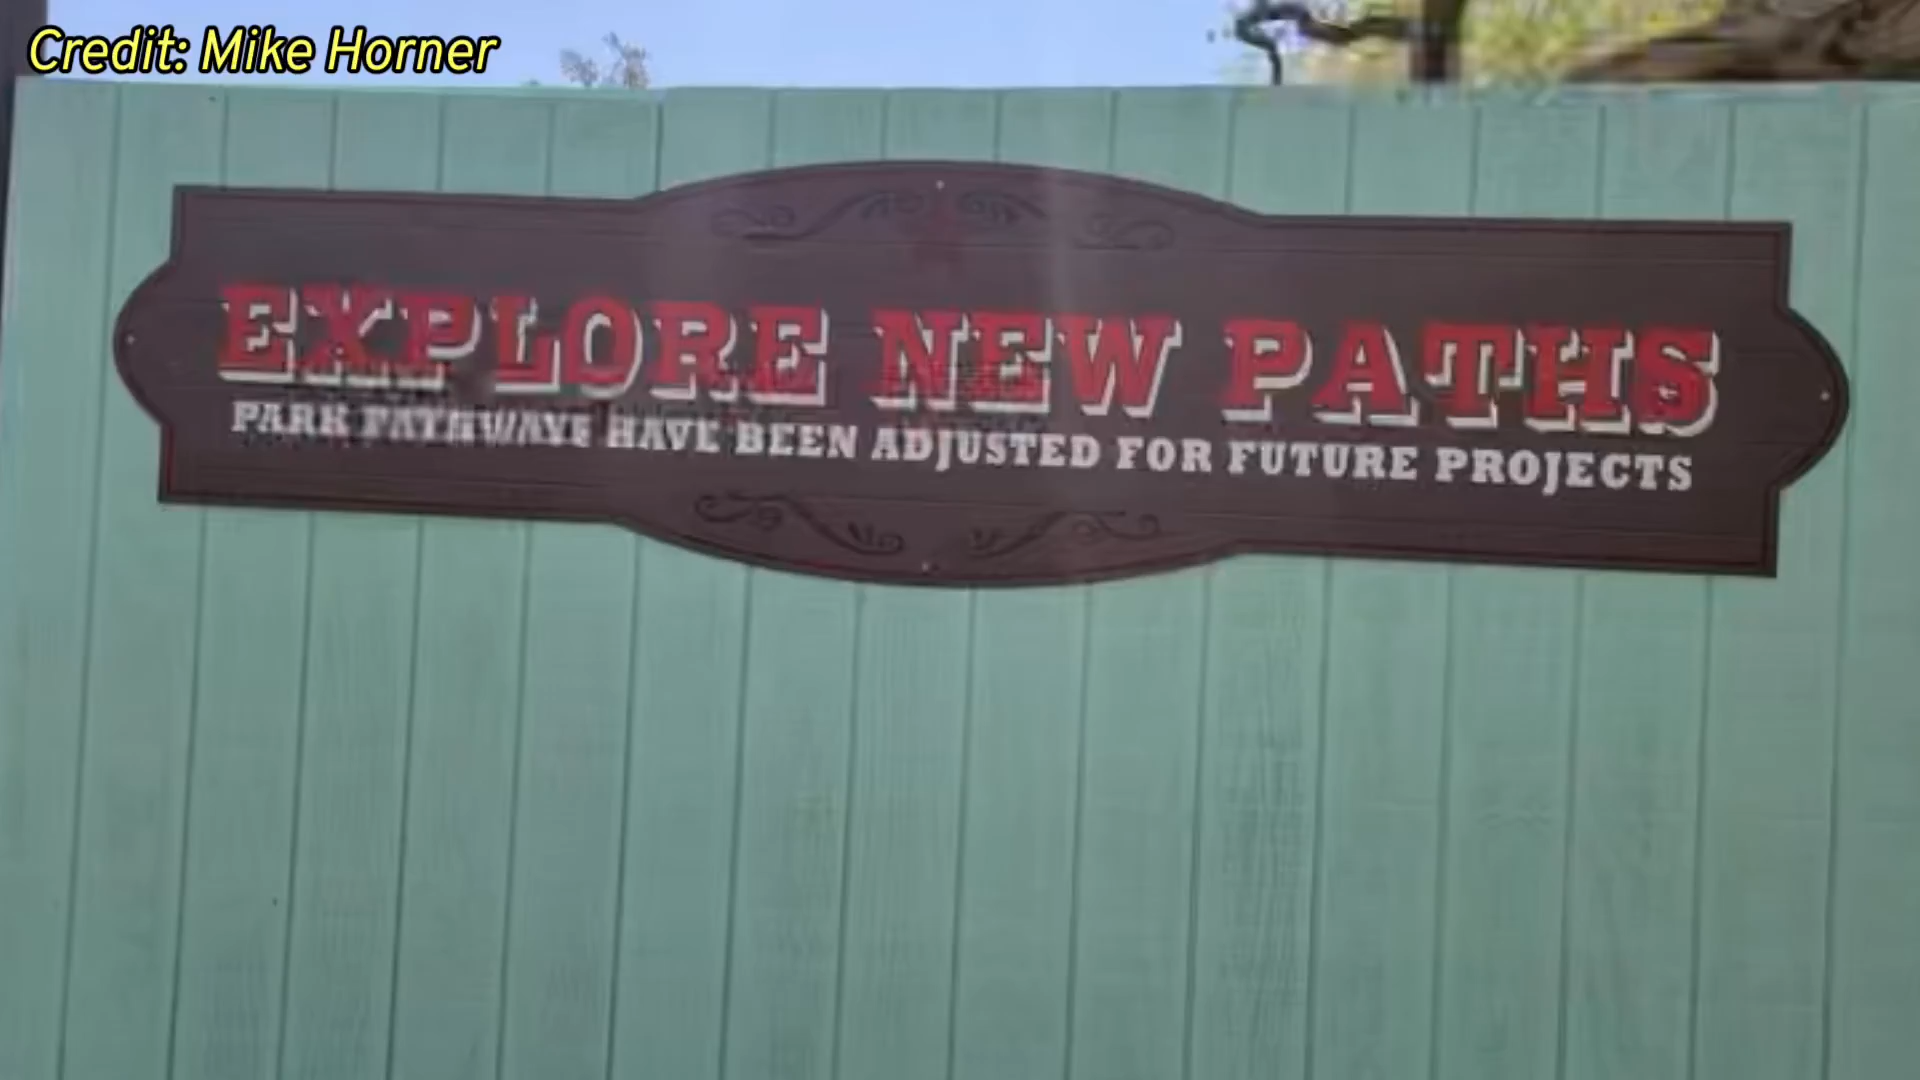 Credit: Mike Horner
EXPLORE NEW PATHS
PARK PATHWAYS HAVE BEEN ADJUSTED FOR FUTURE PROJECTS